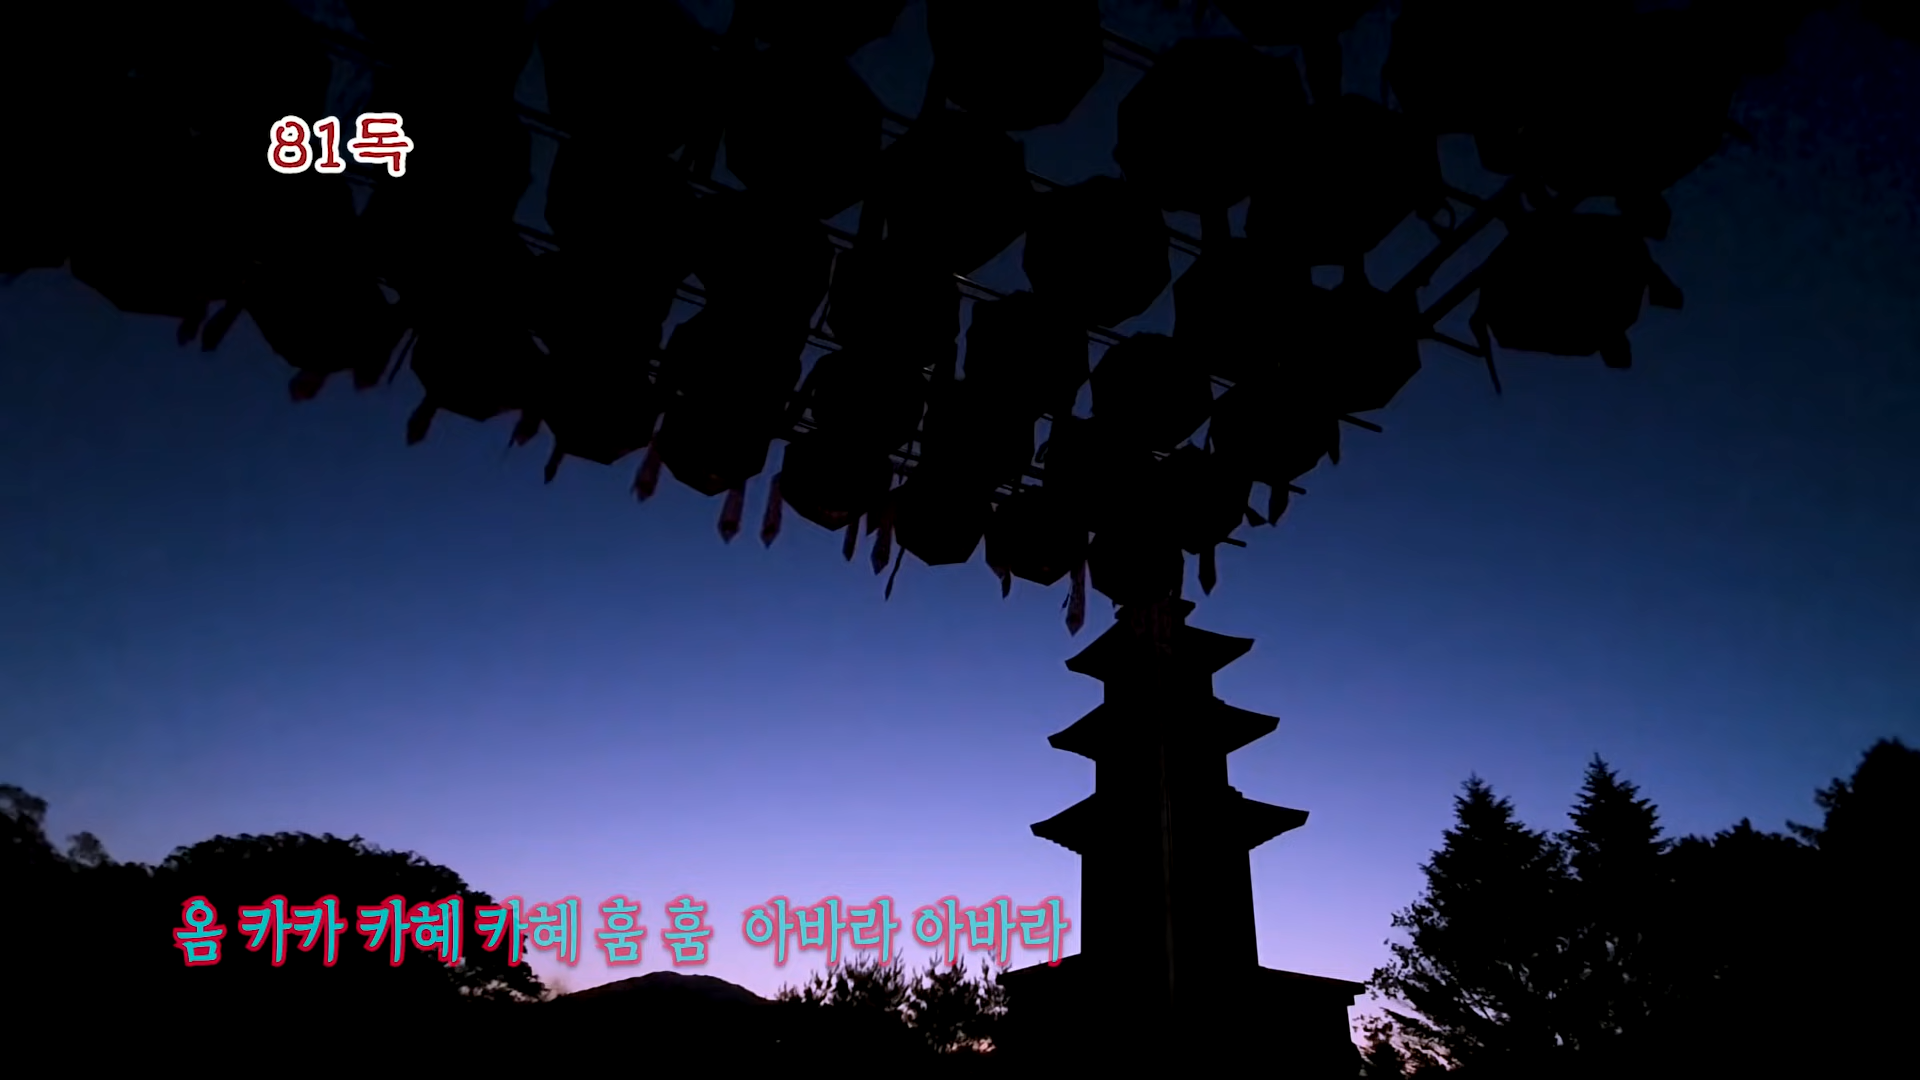 81독
옴 카카 카혜 카혜 훔 훔 아바라 아바라